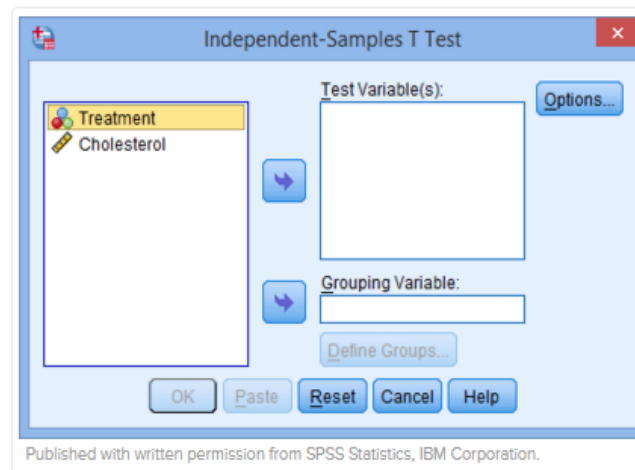 Independent-Samples T Test
Treatment
Cholesterol
Test Variable(s):
Options...
Grouping Variable:
Define Groups...
OK Paste Reset Cancel Help
Published with written permission from SPSS Statistics, IBM Corporation.